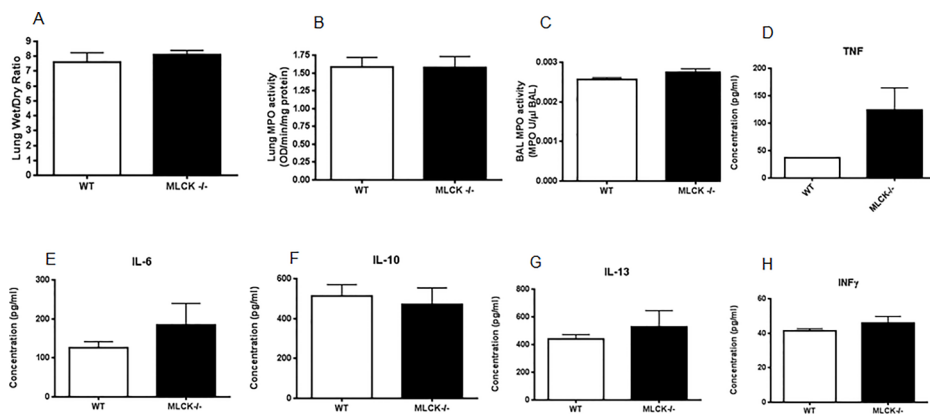 A
Lung Wet/Dry Ratio
9
8
7
6
5
4
3
2
1
0
WT
MLCK -/-
B
Lung MPO activity
(OD/min/mg protein)
1.75
1.50
1.25
1.00
0.75
0.50
0.25
0.00
WT
MLCK -/-
C
BAL MPO activity
(MPO U/µl BAL)
0.003
0.002
0.001
0.000
WT
MLCK -/-
D
TNF
Concentration (pg/ml)
200
150
100
50
0
WT
MLCK-/-
E
IL-6
Concentration (pg/ml)
300
200
100
0
WT
MLCK-/-
F
IL-10
Concentration (pg/ml)
600
400
200
0
WT
MLCK-/-
G
IL-13
Concentration (pg/ml)
800
600
400
200
0
WT
MLCK-/-
H
INFγ
Concentration (pg/ml)
60
40
20
0
WT
MLCK-/-